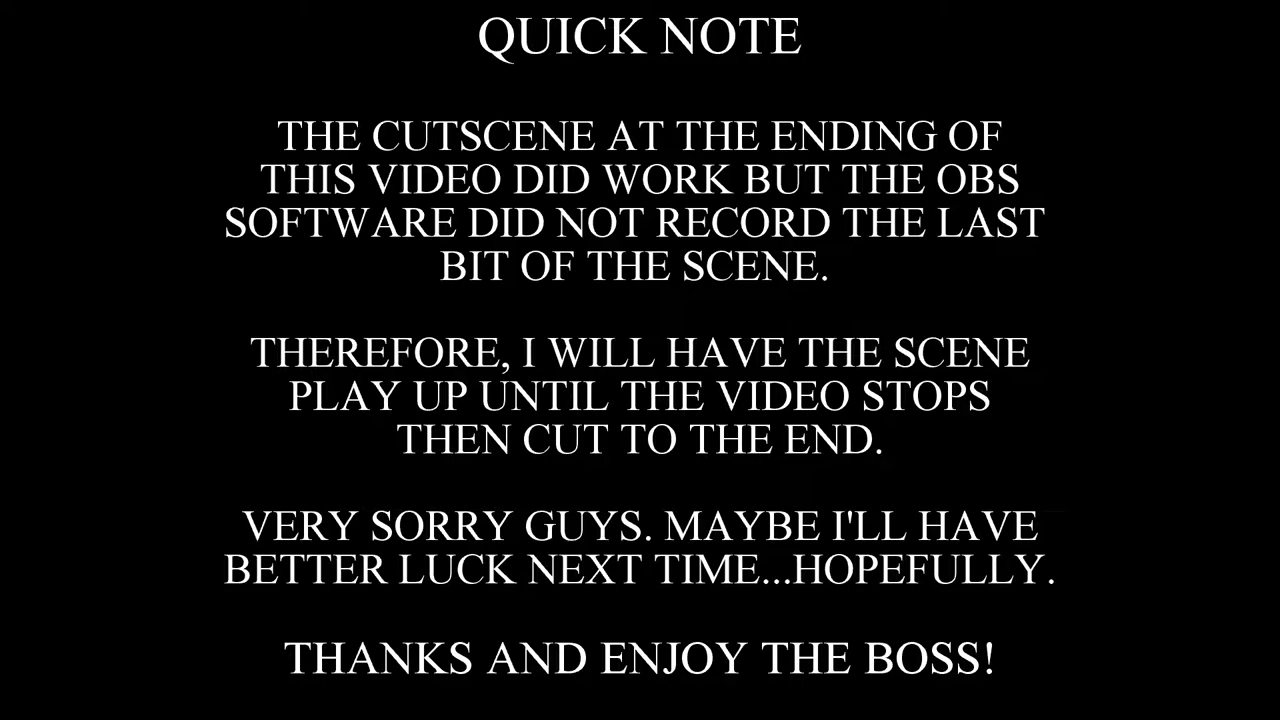 QUICK NOTE
THE CUTSCENE AT THE ENDING OF
THIS VIDEO DID WORK BUT THE OBS
SOFTWARE DID NOT RECORD THE LAST
BIT OF THE SCENE.
THEREFORE, I WILL HAVE THE SCENE
PLAY UP UNTIL THE VIDEO STOPS
THEN CUT TO THE END.
VERY SORRY GUYS. MAYBE I'LL HAVE
BETTER LUCK NEXT TIME...HOPEFULLY.
THANKS AND ENJOY THE BOSS!